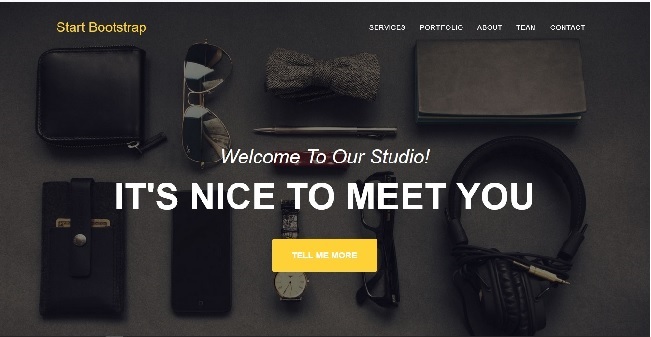 Start Bootstrap
SERVICES PORTFOLIO ABOUT TEAM CONTACT
Welcome To Our Studio!
IT'S NICE TO MEET YOU
TELL ME MORE